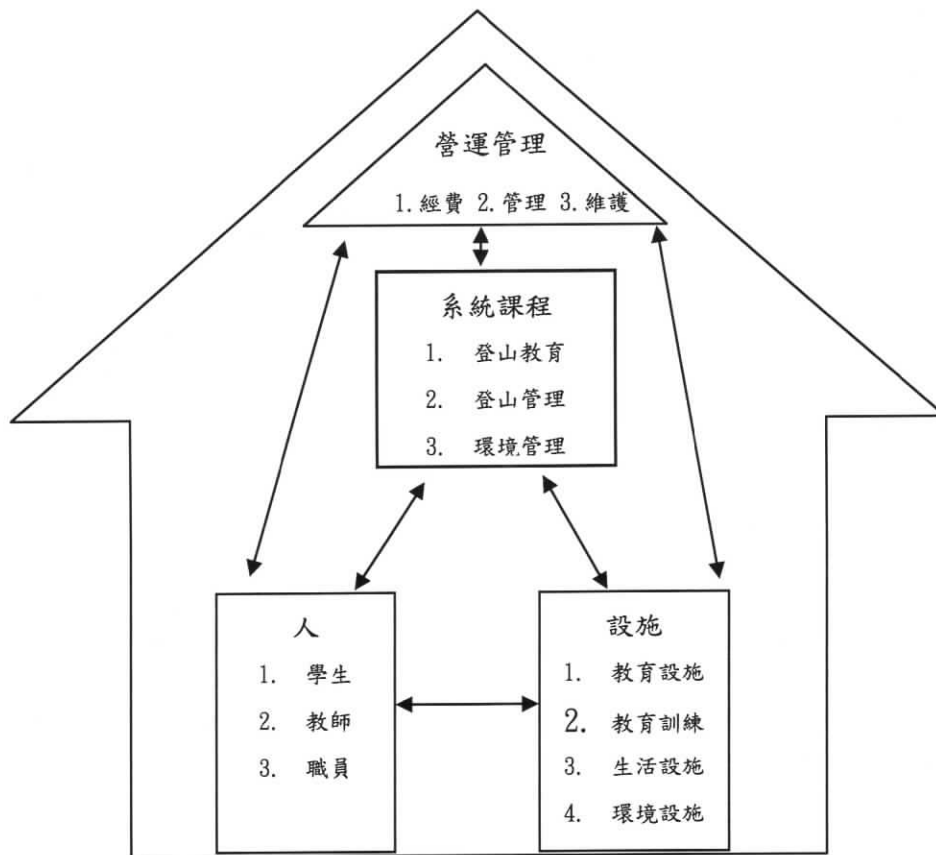 營運管理
1.經費 2.管理 3.維護
系統課程
1. 登山教育
2. 登山管理
3. 環境管理
人
1. 學生
2. 教師
3. 職員
設施
1. 教育設施
2. 教育訓練
3. 生活設施
4. 環境設施